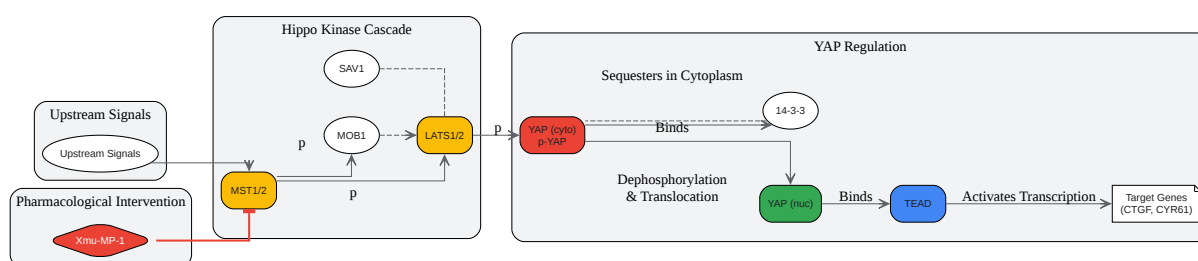 Hippo Kinase Cascade
YAP Regulation
SAV1
Sequesters in Cytoplasm
Upstream Signals
14-3-3
YAP (cyto)
p-YAP
Binds
MOB1
LATS1/2
p
p
Upstream Signals
MST1/2
p
Dephosphorylation
& Translocation
Pharmacological Intervention
YAP (nuc)
Binds
TEAD
Activates Transcription
Target Genes
(CTGF, CYR61)
Xmu-MP-1